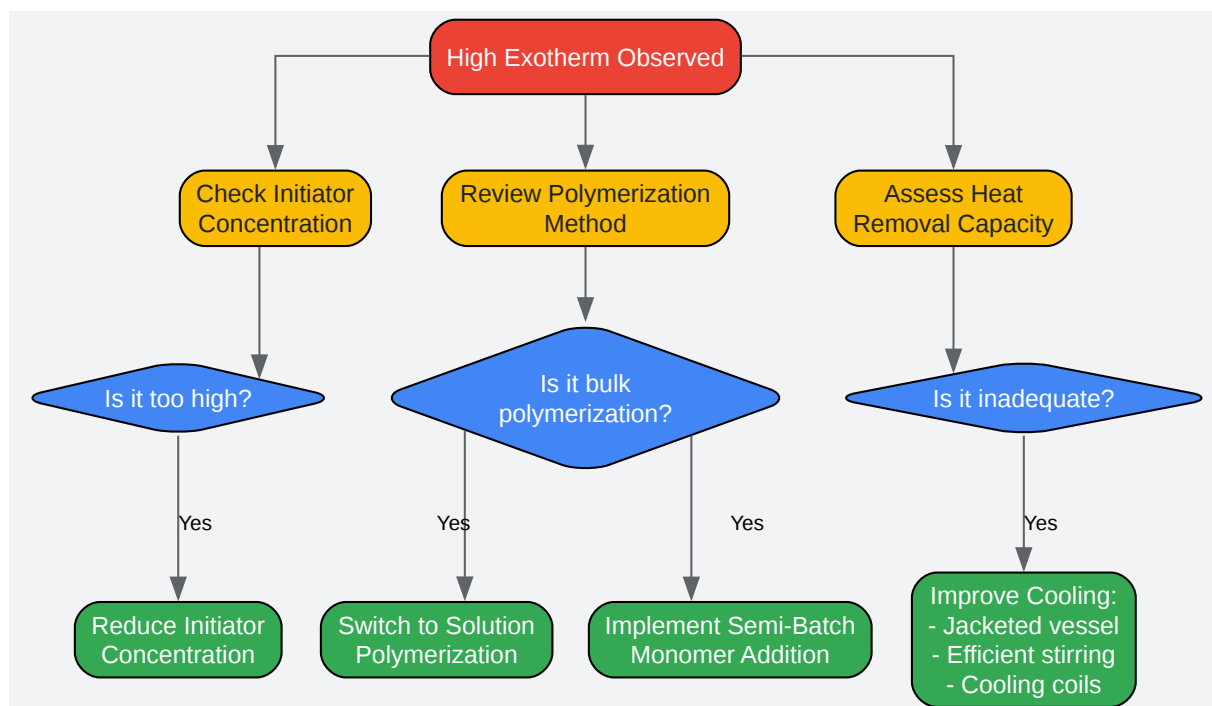 High Exotherm Observed
Check Initiator
Concentration
Review Polymerization
Method
Assess Heat
Removal Capacity
Is it too high?
Is it bulk
polymerization?
Is it inadequate?
Yes
Yes
Yes
Yes
Reduce Initiator
Concentration
Switch to Solution
Polymerization
Implement Semi-Batch
Monomer Addition
Improve Cooling:
- Jacketed vessel
- Efficient stirring
- Cooling coils